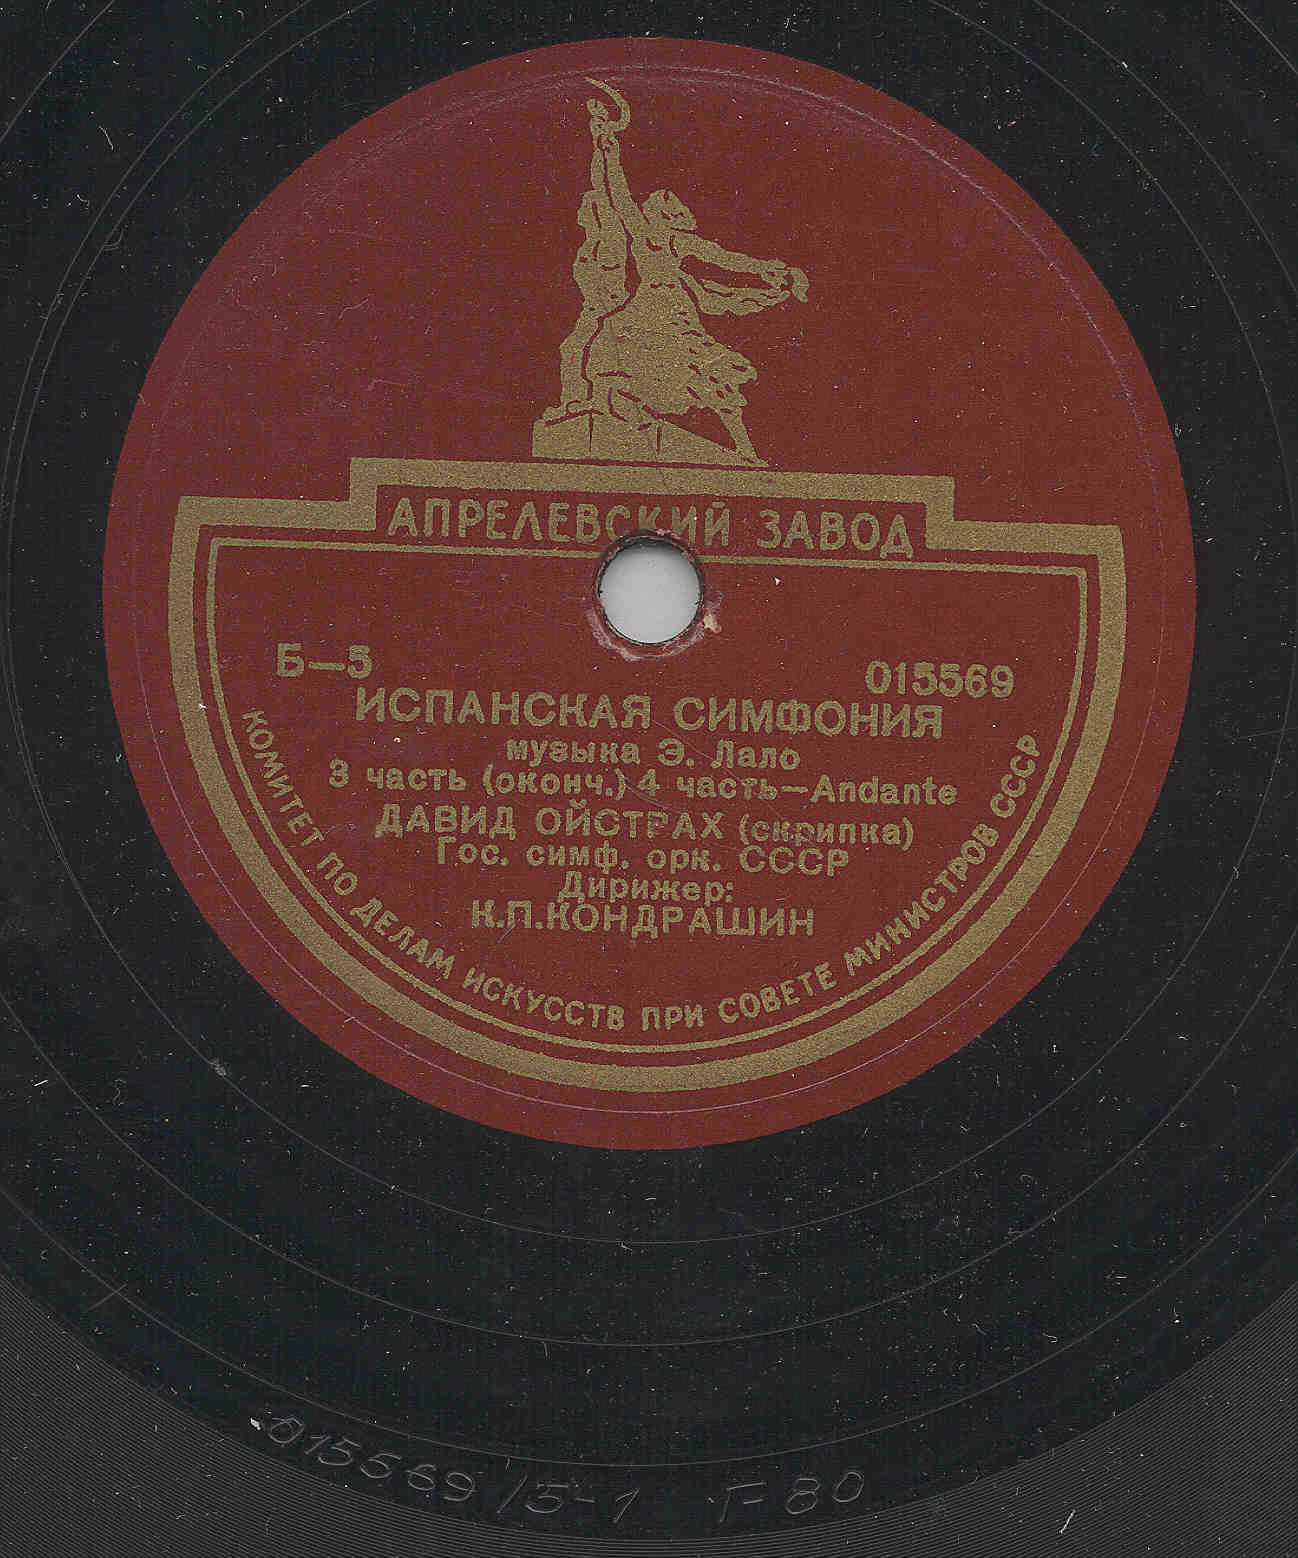 АПРЕЛЕВСКИЙ ЗАВОД
Б—5 015569
ИСПАНСКАЯ СИМФОНИЯ
музыка Э. Лало
3 часть (оконч.) 4 часть—Andante
ДАВИД ОЙСТРАХ (скрипка)
Гос. симф. орк. СССР
Дирижер:
К.П.КОНДРАШИН
КОМИТЕТ ПО ДЕЛАМ ИСКУССТВ ПРИ СОВЕТЕ МИНИСТРОВ СССР
015569 /5-1 Г-80